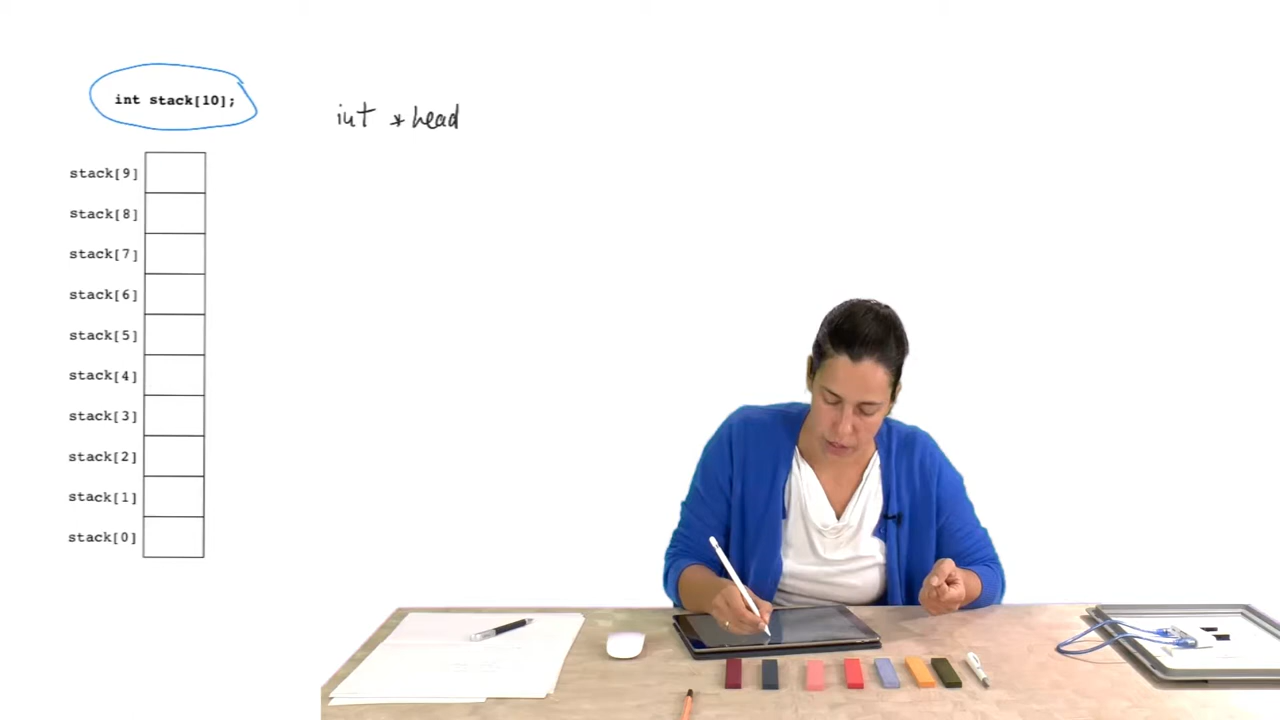 int stack[10];
int *head
stack[9]
stack[8]
stack[7]
stack[6]
stack[5]
stack[4]
stack[3]
stack[2]
stack[1]
stack[0]